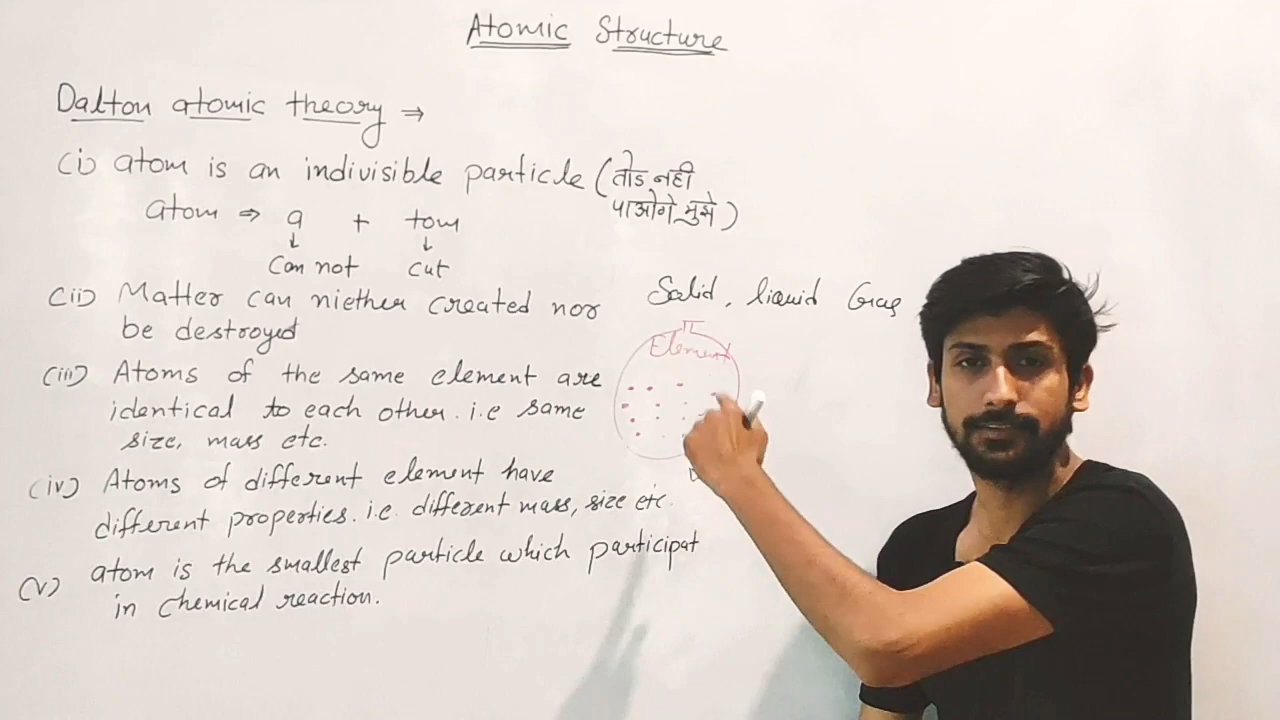 Atomic Structure
Dalton atomic theory ⇒
(i) atom is an indivisible particle (तोड नही
पाओगे मुझे)
atom ⇒ a + tom
↓ ↓
Can not cut
(ii) Matter can niether created nor
be destroyed
Solid, liquid Gas
Element
(iii) Atoms of the same element are
identical to each other. i.e same
size, mass etc.
(iv) Atoms of different element have
different properties. i.e. different mass, size etc.
(v) atom is the smallest particle which participat
in chemical reaction.